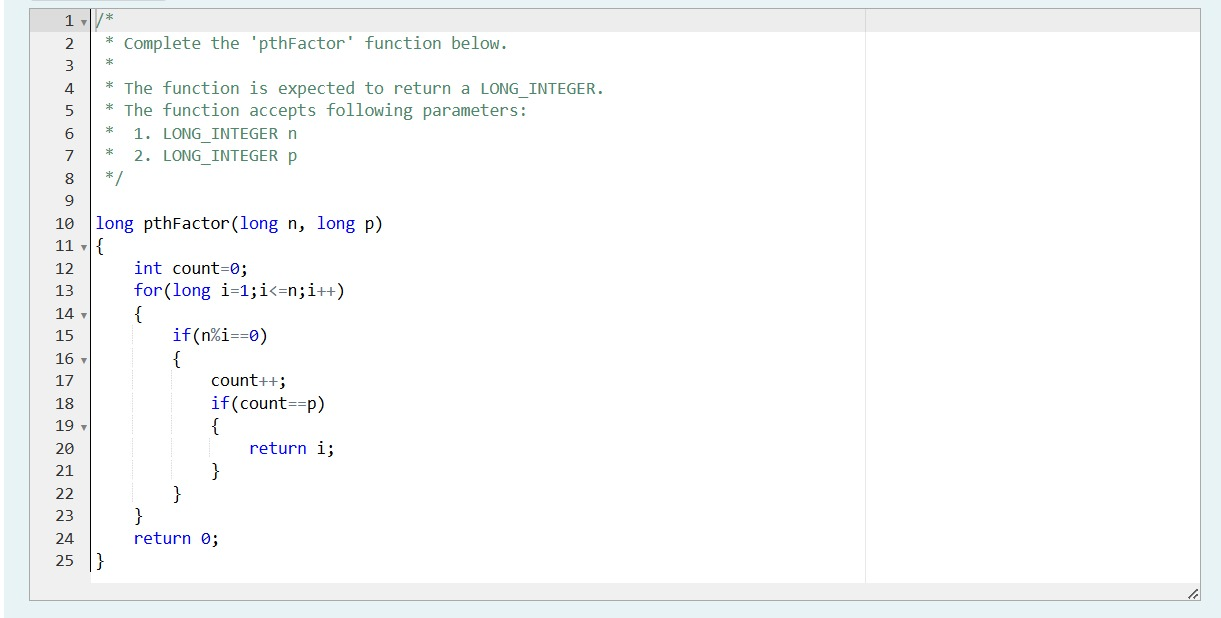 1 /*
2  * Complete the 'pthFactor' function below.
3  *
4  * The function is expected to return a LONG_INTEGER.
5  * The function accepts following parameters:
6  *  1. LONG_INTEGER n
7  *  2. LONG_INTEGER p
8  */
9
10 long pthFactor(long n, long p)
11 {
12     int count=0;
13     for(long i=1;i<=n;i++)
14     {
15         if(n%i==0)
16         {
17             count++;
18             if(count==p)
19             {
20                 return i;
21             }
22         }
23     }
24     return 0;
25 }